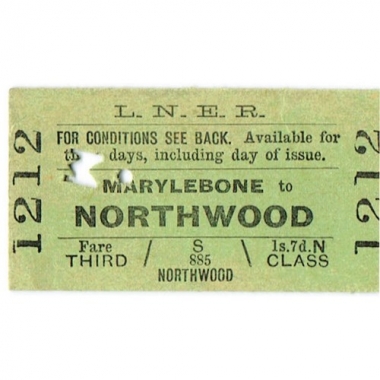 L. N. E. R.
FOR CONDITIONS SEE BACK. Available for
days, including day of issue.
MARYLEBONE to
NORTHWOOD
Fare / S \ 1s.7d.N
THIRD 885 CLASS
NORTHWOOD
1212
1212